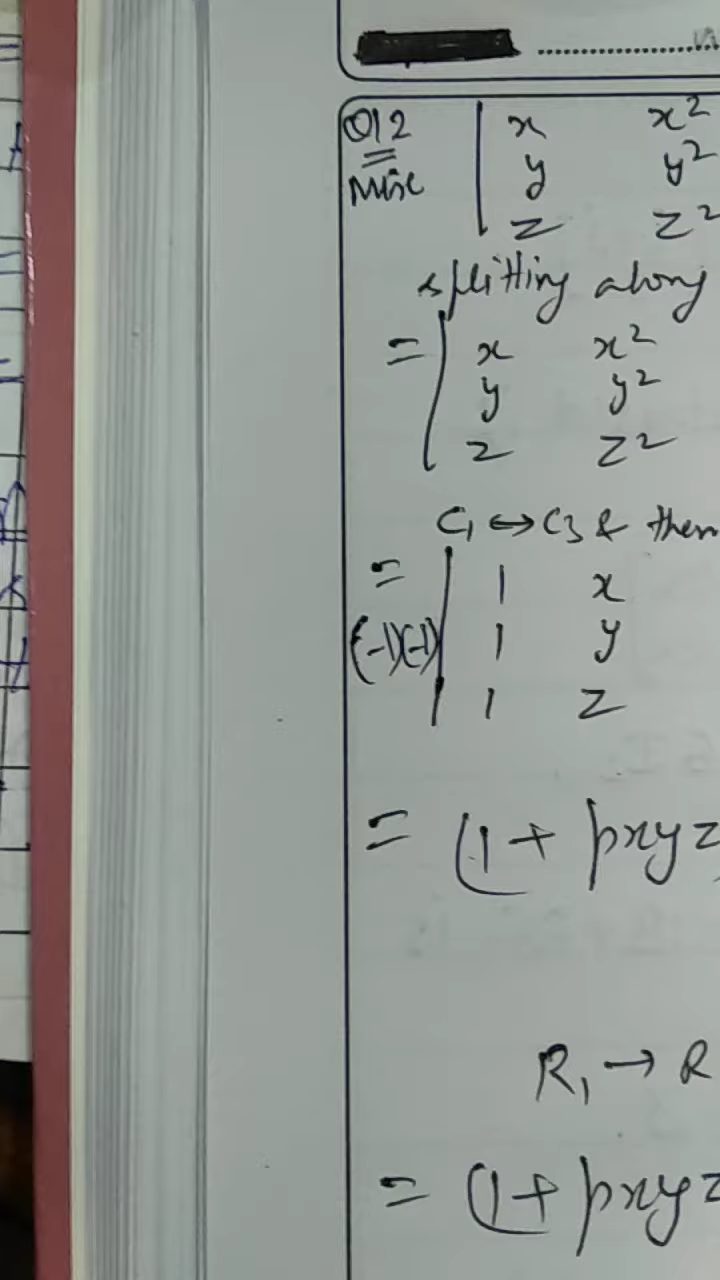 Q12 | x x²
Misc | y y²
| z z²
splitting along
= | x x²
| y y²
| z z²
C₁ ↔ C₃ & then
= | 1 x
(-1)(-1) | 1 y
| 1 z
= (1 + pxyz
R₁ → R
= (1 + pxyz